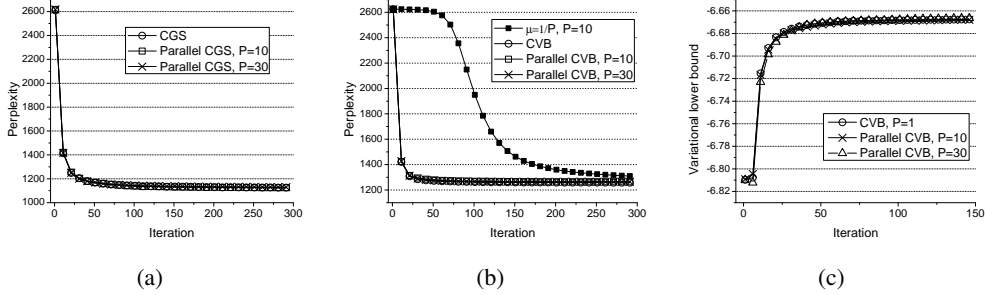 2600
2400
2200
2000
1800
1600
1400
1200
1000
Perplexity
CGS
Parallel CGS, P=10
Parallel CGS, P=30
0 50 100 150 200 250 300
Iteration
(a)
2600
2400
2200
2000
1800
1600
1400
1200
Perplexity
μ=1/P, P=10
CVB
Parallel CVB, P=10
Parallel CVB, P=30
0 50 100 150 200 250 300
Iteration
(b)
-6.66
-6.68
-6.70
-6.72
-6.74
-6.76
-6.78
-6.80
-6.82
Variational lower bound
CVB, P=1
Parallel CVB, P=10
Parallel CVB, P=30
0 50 100 150
Iteration
(c)